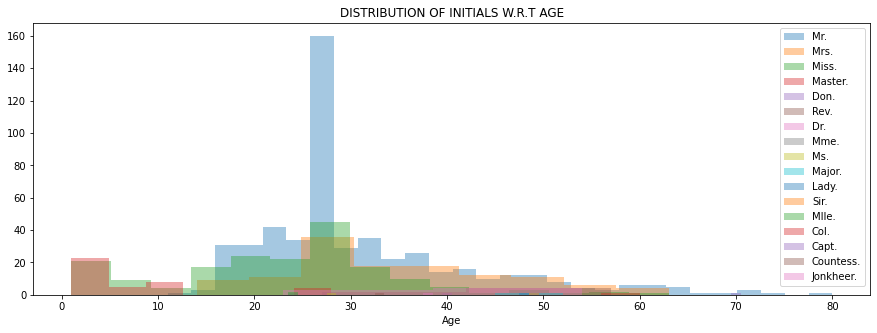 DISTRIBUTION OF INITIALS W.R.T AGE
160
140
120
100
80
60
40
20
0
0 10 20 30 40 50 60 70 80
Age
Mr.
Mrs.
Miss.
Master.
Don.
Rev.
Dr.
Mme.
Ms.
Major.
Lady.
Sir.
Mlle.
Col.
Capt.
Countess.
Jonkheer.